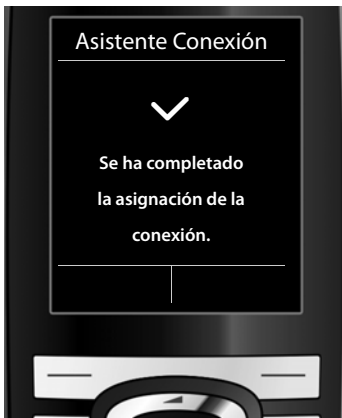 Asistente Conexión
Se ha completado
la asignación de la
conexión.